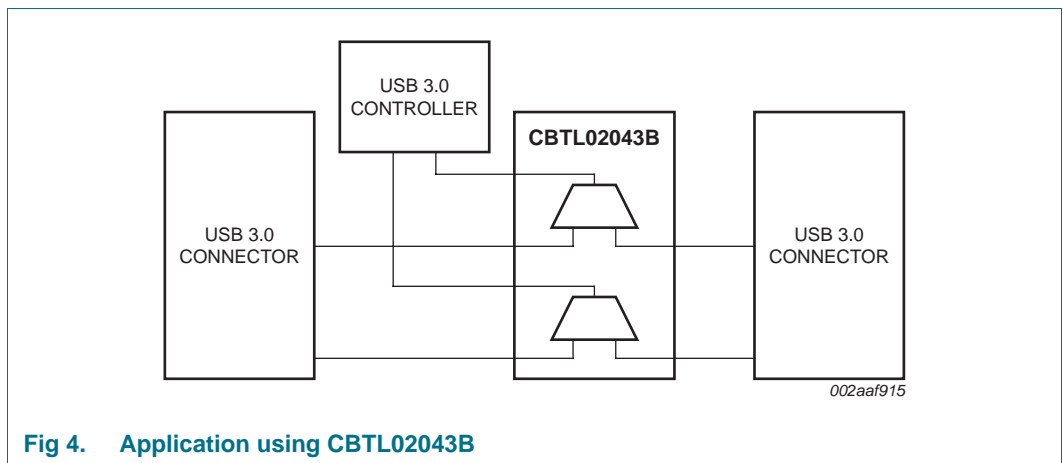 USB 3.0
CONTROLLER
CBTL02043B
USB 3.0
CONNECTOR
USB 3.0
CONNECTOR
002aaf915
Fig 4. Application using CBTL02043B